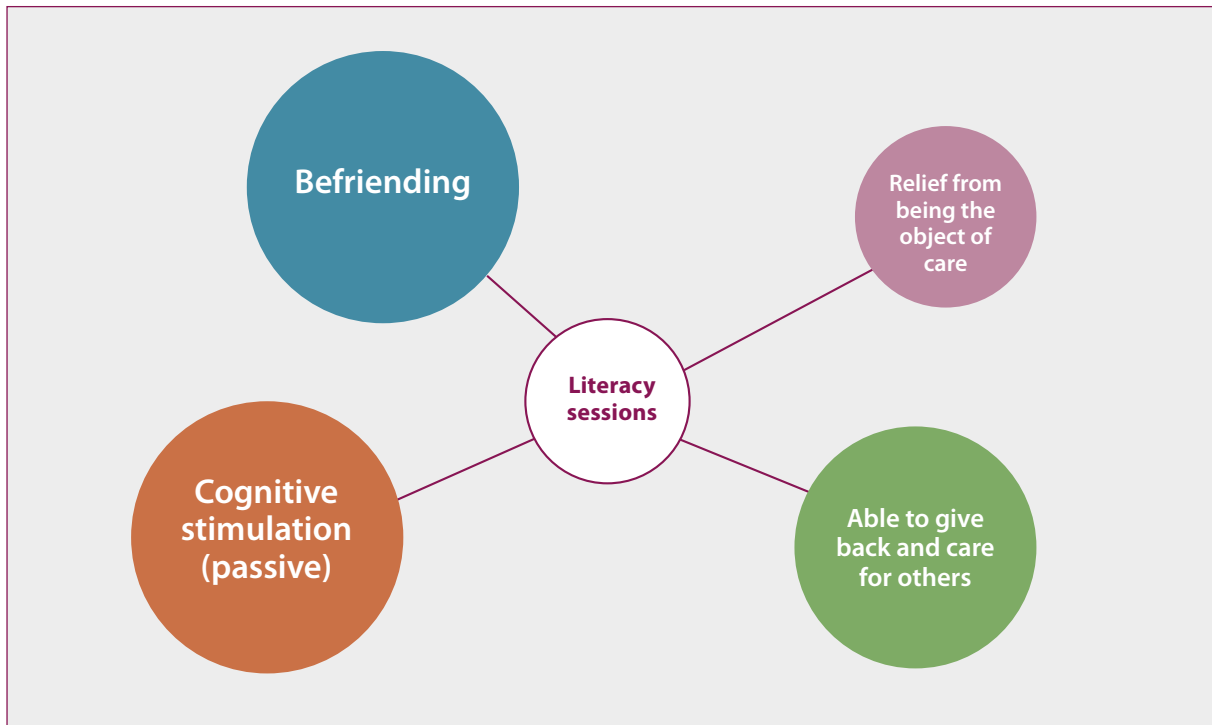 Befriending
Relief from
being the
object of
care
Literacy
sessions
Cognitive
stimulation
(passive)
Able to give
back and care
for others